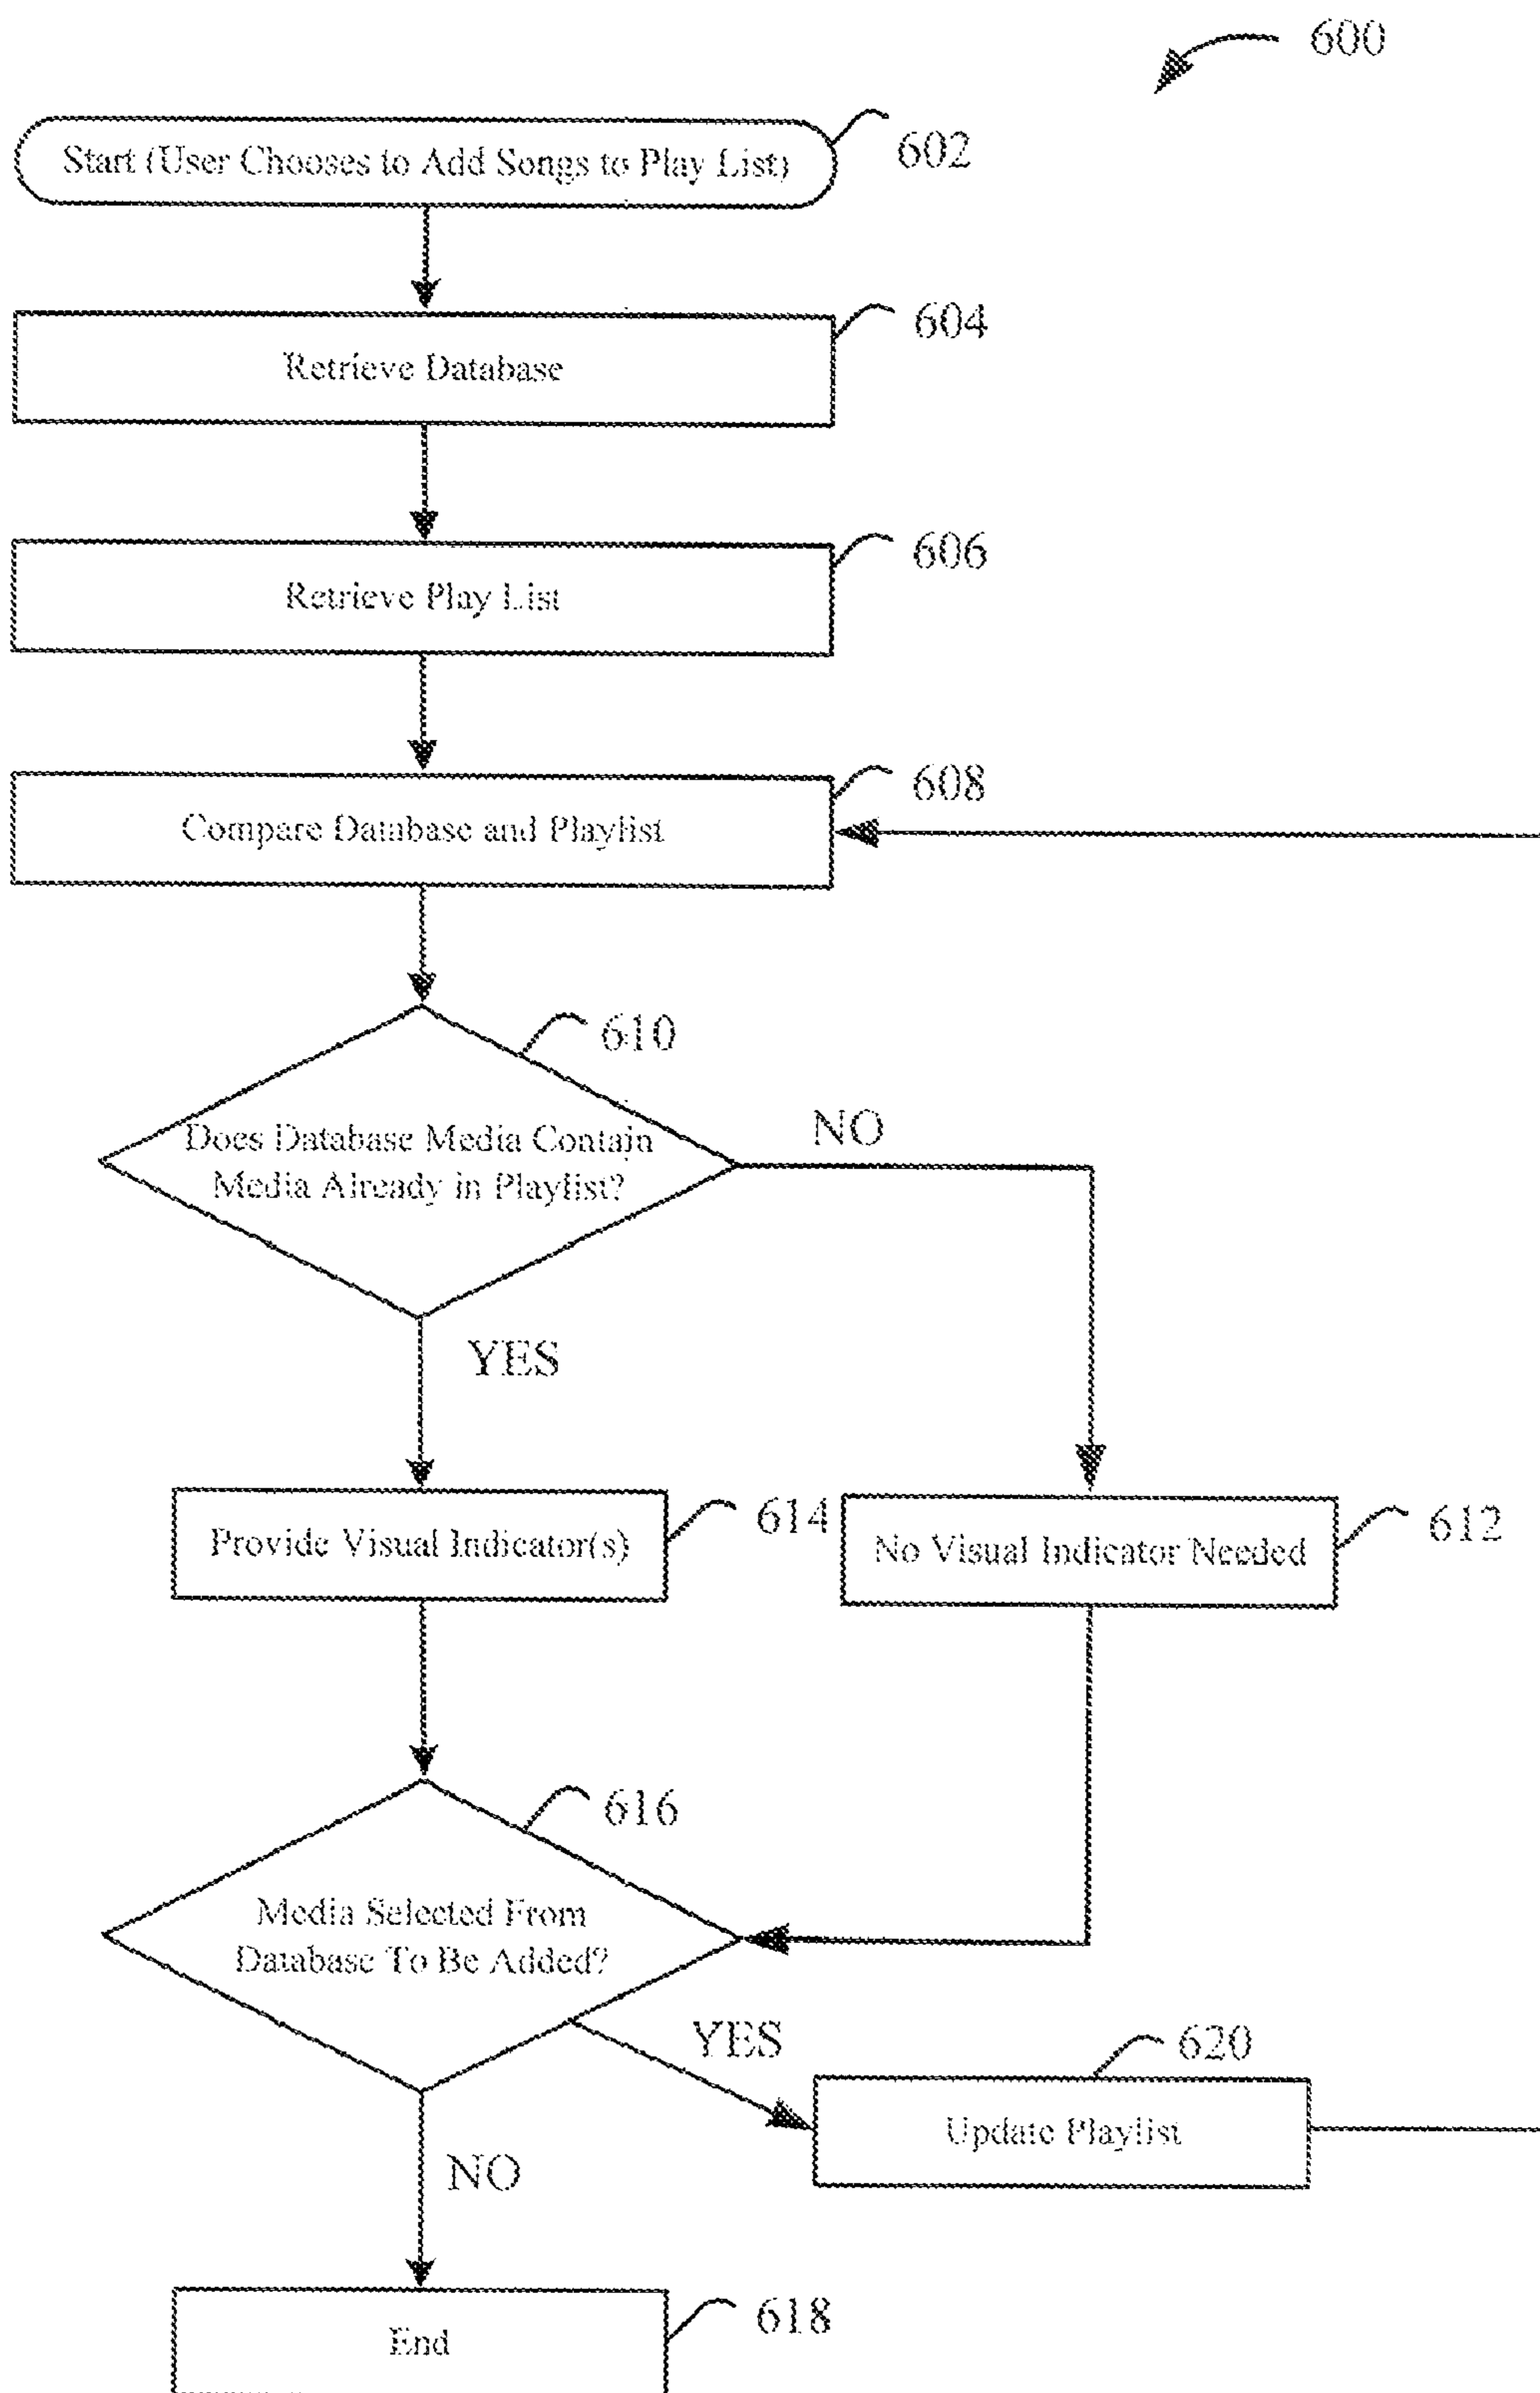 600
Start (User Chooses to Add Songs to Play List)
602
604
Retrieve Database
606
Retrieve Play List
608
Compare Database and Playlist
610
NO
Does Database Media Contain
Media Already in Playlist?
YES
614
612
Provide Visual Indicator(s)
No Visual Indicator Needed
616
Media Selected From
Database To Be Added?
YES
620
Update Playlist
NO
618
End